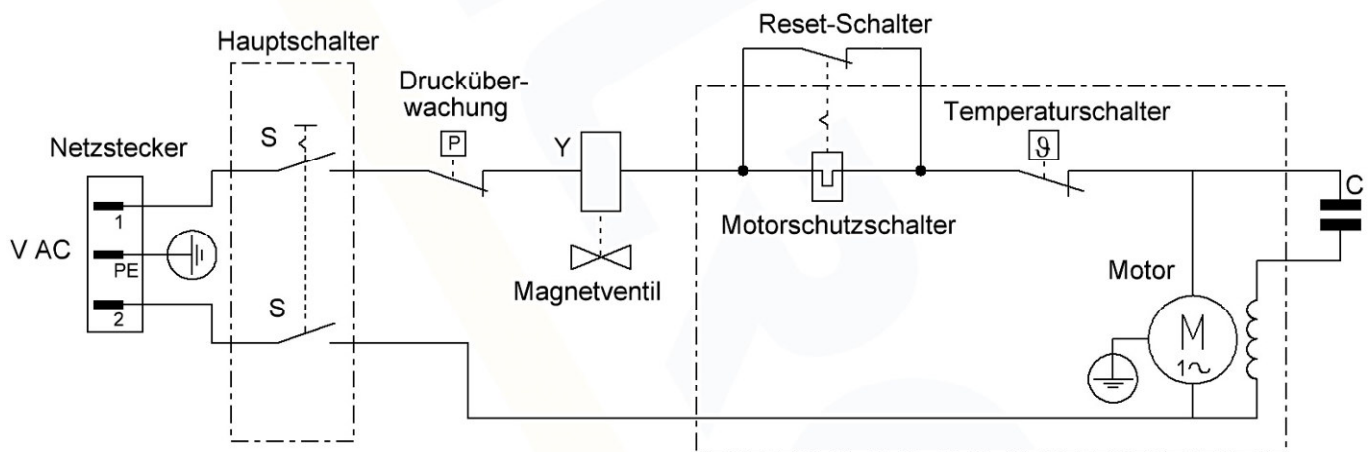 Reset-Schalter
Hauptschalter
Drucküber-
wachung
P
Temperaturschalter
ϑ
Netzstecker
S
Y
C
1
V AC
PE
Motorschutzschalter
Magnetventil
Motor
2
S
M
1~